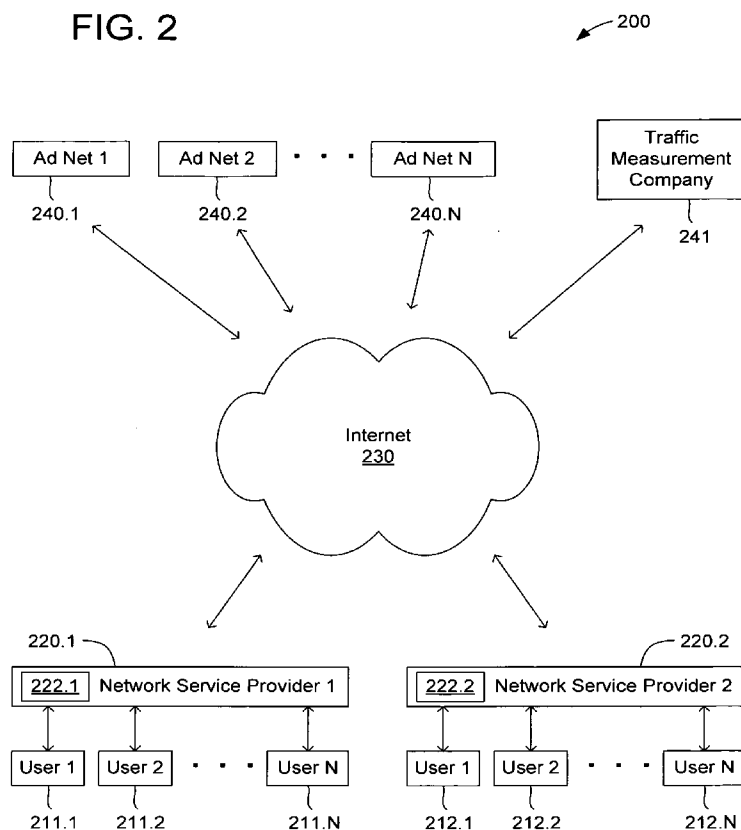 FIG. 2
200
Ad Net 1
Ad Net 2
Ad Net N
Traffic
Measurement
Company
240.1
240.2
240.N
241
Internet
230
220.1
220.2
222.1 Network Service Provider 1
222.2 Network Service Provider 2
User 1
User 2
User N
User 1
User 2
User N
211.1
211.2
211.N
212.1
212.2
212.N